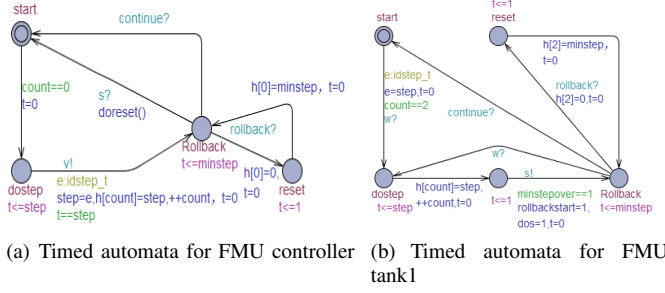 start
continue?
count==0
t=0
s?
doreset()
h[0]=minstep, t=0
Rollback
t<=minstep
rollback?
v!
e:idstep_t
step=e,h[count]=step,++count, t=0
t==step
h[0]=0,
t=0
dostep
t<=step
reset
t<=1
(a) Timed automata for FMU controller
start
t<=1
reset
h[2]=minstep,
t=0
e:idstep_t
e=step,t=0
count==2
w?
continue?
rollback?
h[2]=0,t=0
w?
dostep
t<=step
h[count]=step,
++count,t=0
t<=1
s!
minstepover==1
rollbackstart=1,
dos=1,t=0
Rollback
t<=minstep
(b) Timed automata for FMU
tank1